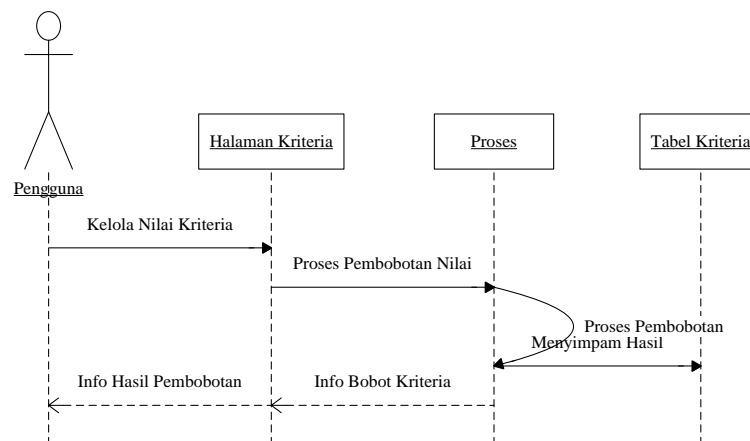 Halaman Kriteria
Proses
Tabel Kriteria
Pengguna
Kelola Nilai Kriteria
Proses Pembobotan Nilai
Proses Pembobotan
Menyimpam Hasil
Info Hasil Pembobotan
Info Bobot Kriteria